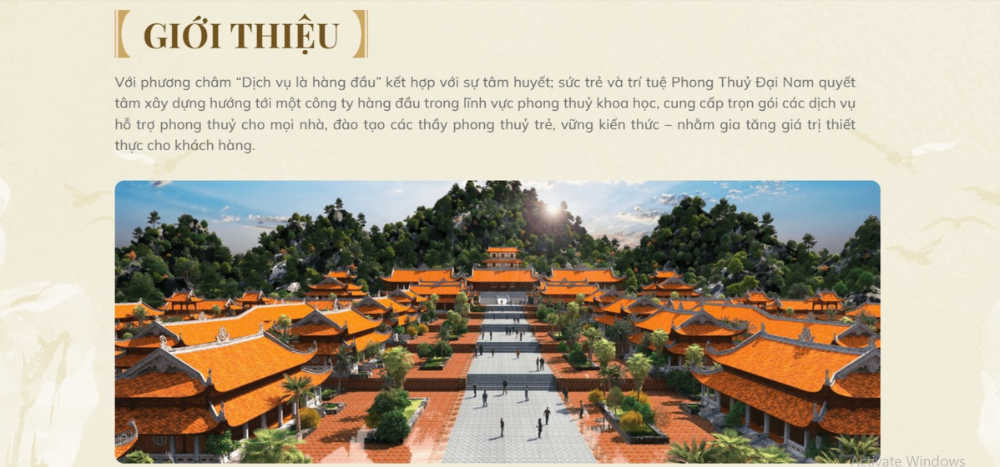 GIỚI THIỆU
Với phương châm “Dịch vụ là hàng đầu” kết hợp với sự tâm huyết; sức trẻ và trí tuệ Phong Thuỷ Đại Nam quyết
tâm xây dựng hướng tới một công ty hàng đầu trong lĩnh vực phong thuỷ khoa học, cung cấp trọn gói các dịch vụ
hỗ trợ phong thuỷ cho mọi nhà, đào tạo các thầy phong thuỷ trẻ, vững kiến thức – nhằm gia tăng giá trị thiết
thực cho khách hàng.
Activate Windows